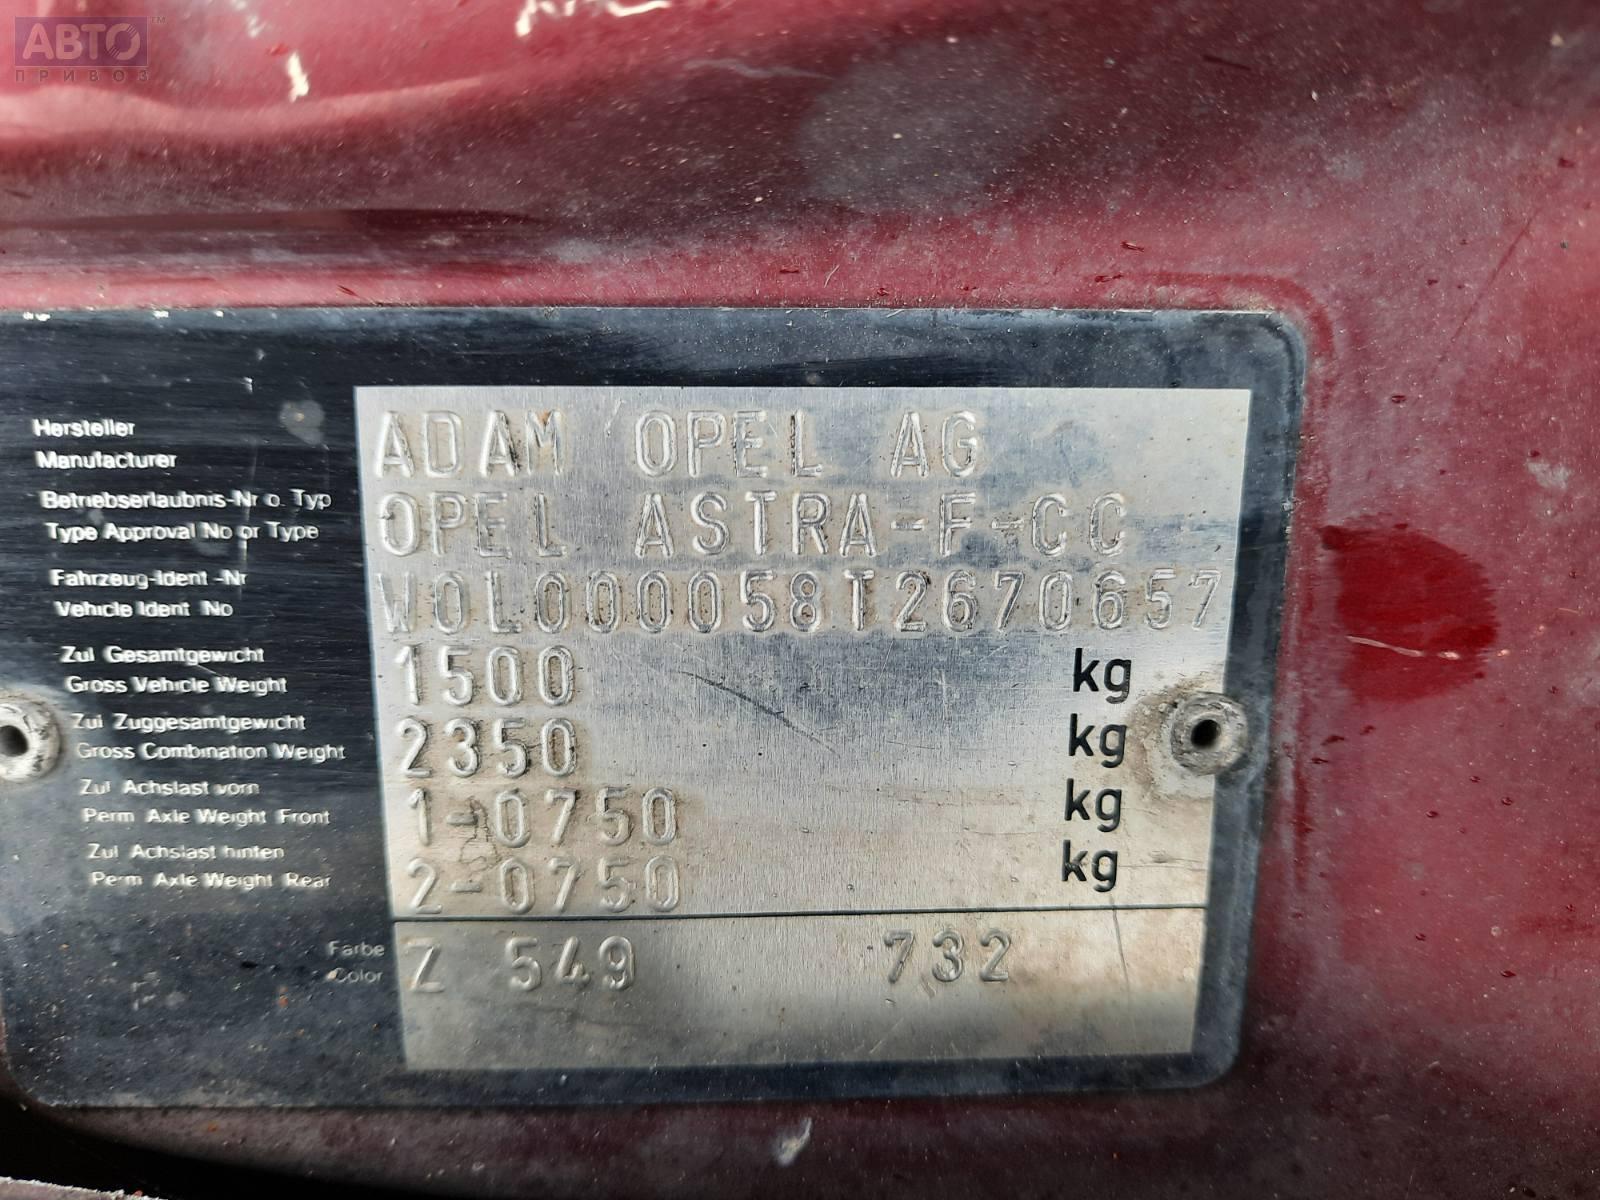 АВТО™
ПРИВОЗ
Hersteller
Manufacturer
ADAM OPEL AG
Betriebserlaubnis-Nr o. Typ
Type Approval No or Type
OPEL ASTRA-F-CC
Fahrzeug-Ident-Nr
Vehicle Ident No
W0L000058T2670657
Zul Gesamtgewicht
Gross Vehicle Weight
1500 kg
Zul Zuggesamtgewicht
Gross Combination Weight
2350 kg
Zul Achslast vorn
Perm Axle Weight Front
1-0750 kg
Zul Achslast hinten
Perm Axle Weight Rear
2-0750 kg
Farbe
Color
Z 549 732